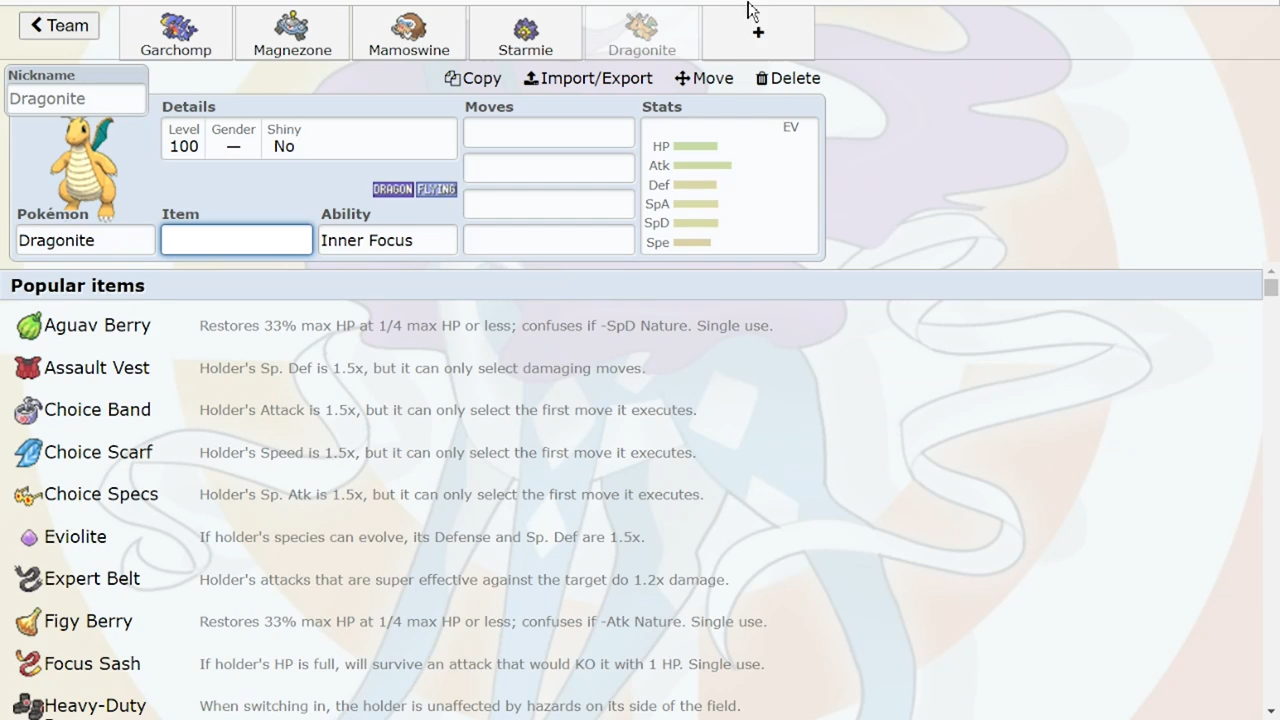 Team
Garchomp
Magnezone
Mamoswine
Starmie
Dragonite
+
Nickname
Dragonite
Copy
Import/Export
Move
Delete
Details
Moves
Stats
Level
100
Gender
—
Shiny
No
DRAGON FLYING
EV
HP
Atk
Def
SpA
SpD
Spe
Pokémon
Dragonite
Item
Ability
Inner Focus
Popular items
Aguav Berry Restores 33% max HP at 1/4 max HP or less; confuses if -SpD Nature. Single use.
Assault Vest Holder's Sp. Def is 1.5x, but it can only select damaging moves.
Choice Band Holder's Attack is 1.5x, but it can only select the first move it executes.
Choice Scarf Holder's Speed is 1.5x, but it can only select the first move it executes.
Choice Specs Holder's Sp. Atk is 1.5x, but it can only select the first move it executes.
Eviolite If holder's species can evolve, its Defense and Sp. Def are 1.5x.
Expert Belt Holder's attacks that are super effective against the target do 1.2x damage.
Figy Berry Restores 33% max HP at 1/4 max HP or less; confuses if -Atk Nature. Single use.
Focus Sash If holder's HP is full, will survive an attack that would KO it with 1 HP. Single use.
Heavy-Duty When switching in, the holder is unaffected by hazards on its side of the field.